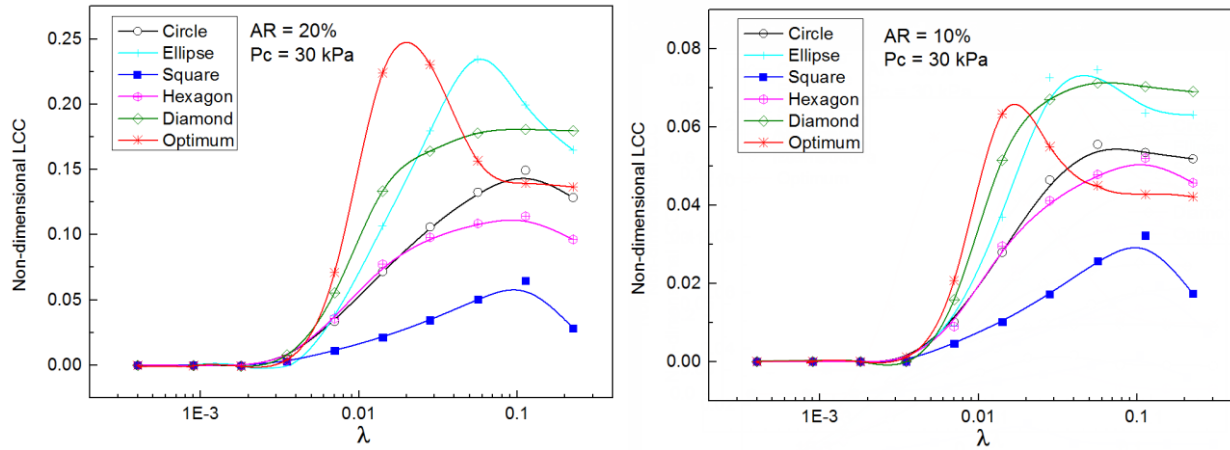 Circle
Ellipse
Square
Hexagon
Diamond
Optimum
AR = 20%
Pc = 30 kPa
0.25
0.20
0.15
0.10
0.05
0.00
Non-dimensional LCC
1E-3
0.01
0.1
λ
Circle
Ellipse
Square
Hexagon
Diamond
Optimum
AR = 10%
Pc = 30 kPa
0.08
0.06
0.04
0.02
0.00
Non-dimensional LCC
1E-3
0.01
0.1
λ